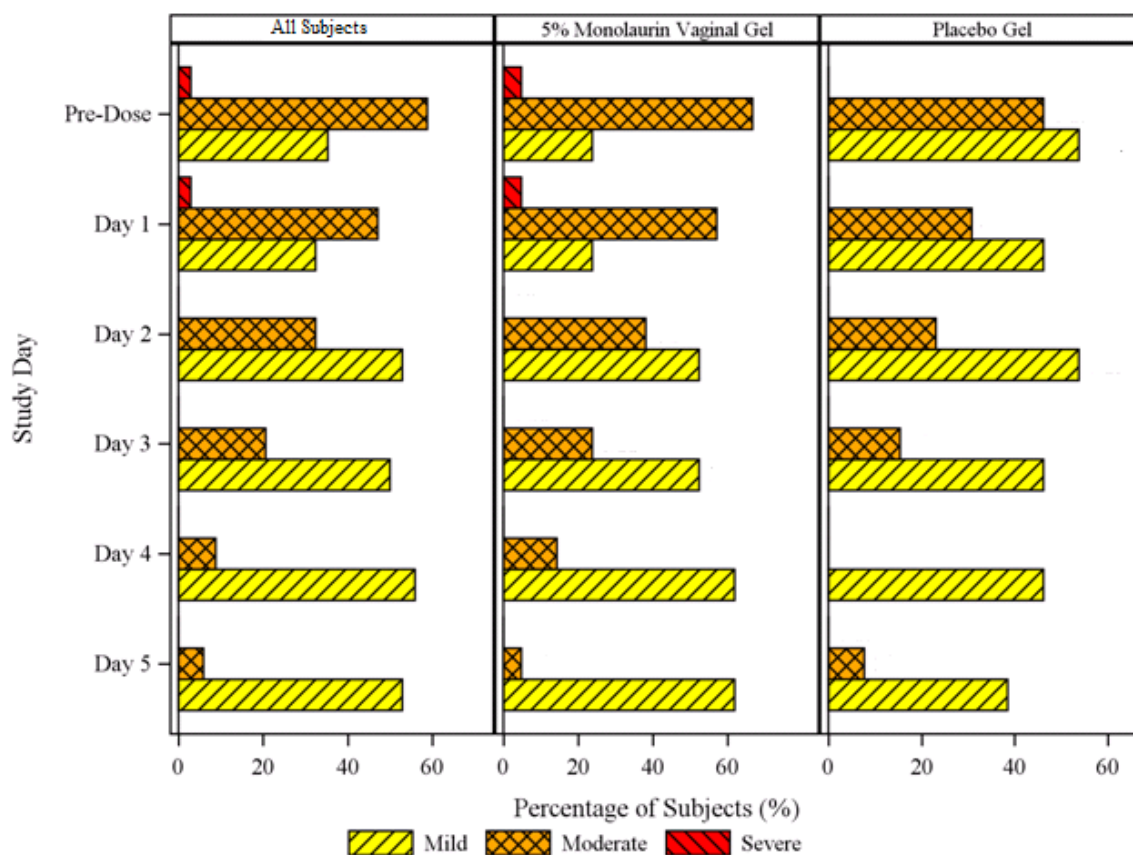 All Subjects 5% Monolaurin Vaginal Gel Placebo Gel
Study Day
Pre-Dose
Day 1
Day 2
Day 3
Day 4
Day 5
0 20 40 60 0 20 40 60 0 20 40 60
Percentage of Subjects (%)
Mild Moderate Severe